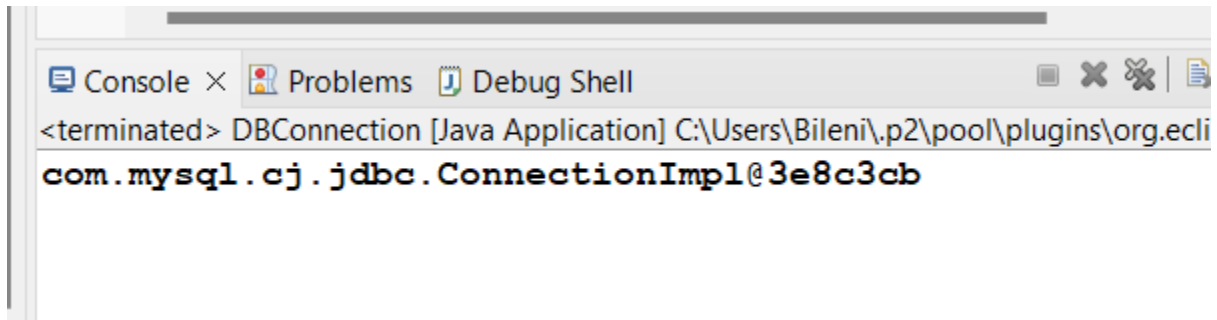 Console Problems Debug Shell
<terminated> DBConnection [Java Application] C:\Users\Bileni\.p2\pool\plugins\org.ecli
com.mysql.cj.jdbc.ConnectionImpl@3e8c3cb